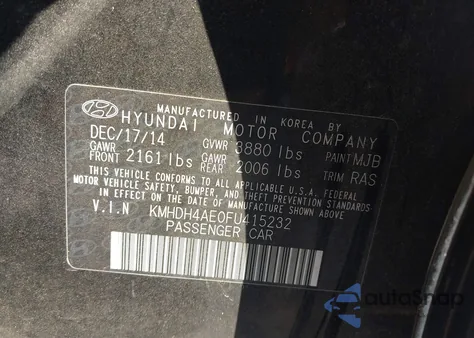 MANUFACTURED IN KOREA BY
HYUNDAI MOTOR COMPANY
DEC/17/14 GVWR 3880 lbs PAINT MJB
GAWR FRONT 2161 lbs GAWR REAR 2006 lbs TRIM RAS
THIS VEHICLE CONFORMS TO ALL APPLICABLE U.S.A. FEDERAL
MOTOR VEHICLE SAFETY, BUMPER, AND THEFT PREVENTION STANDARDS
IN EFFECT ON THE DATE OF MANUFACTURE SHOWN ABOVE.
V.I.N KMHDH4AE0FU415232
PASSENGER CAR
autoSnap